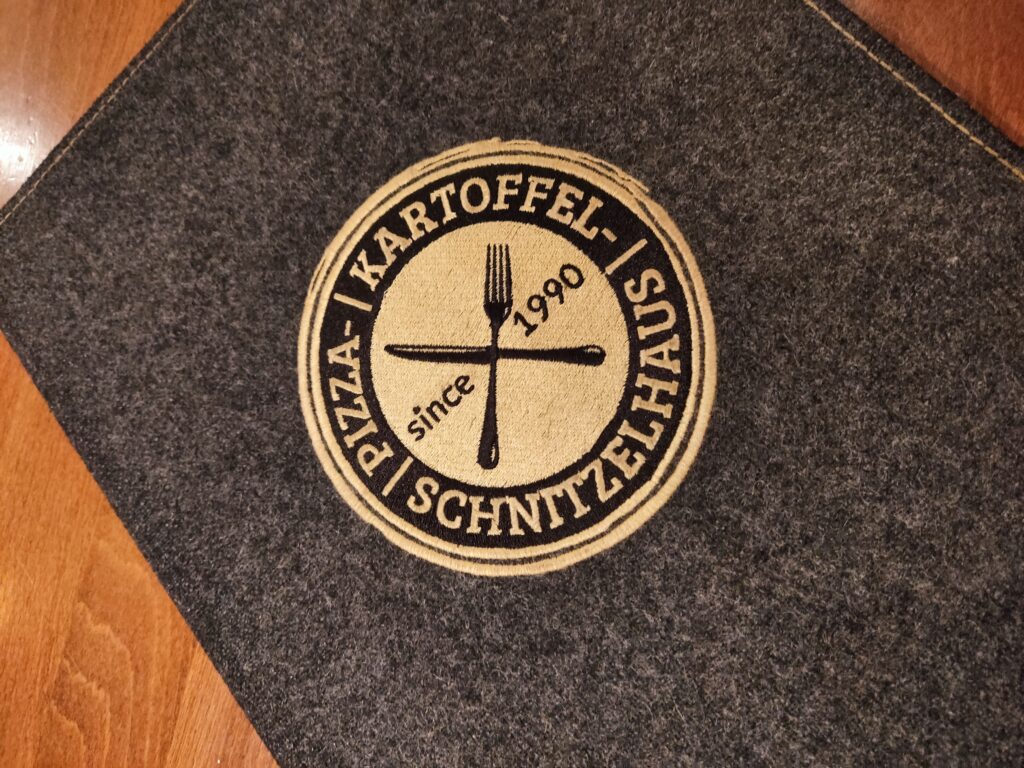 PIZZA- | KARTOFFEL- | SCHNITZELHAUS |
since 1990